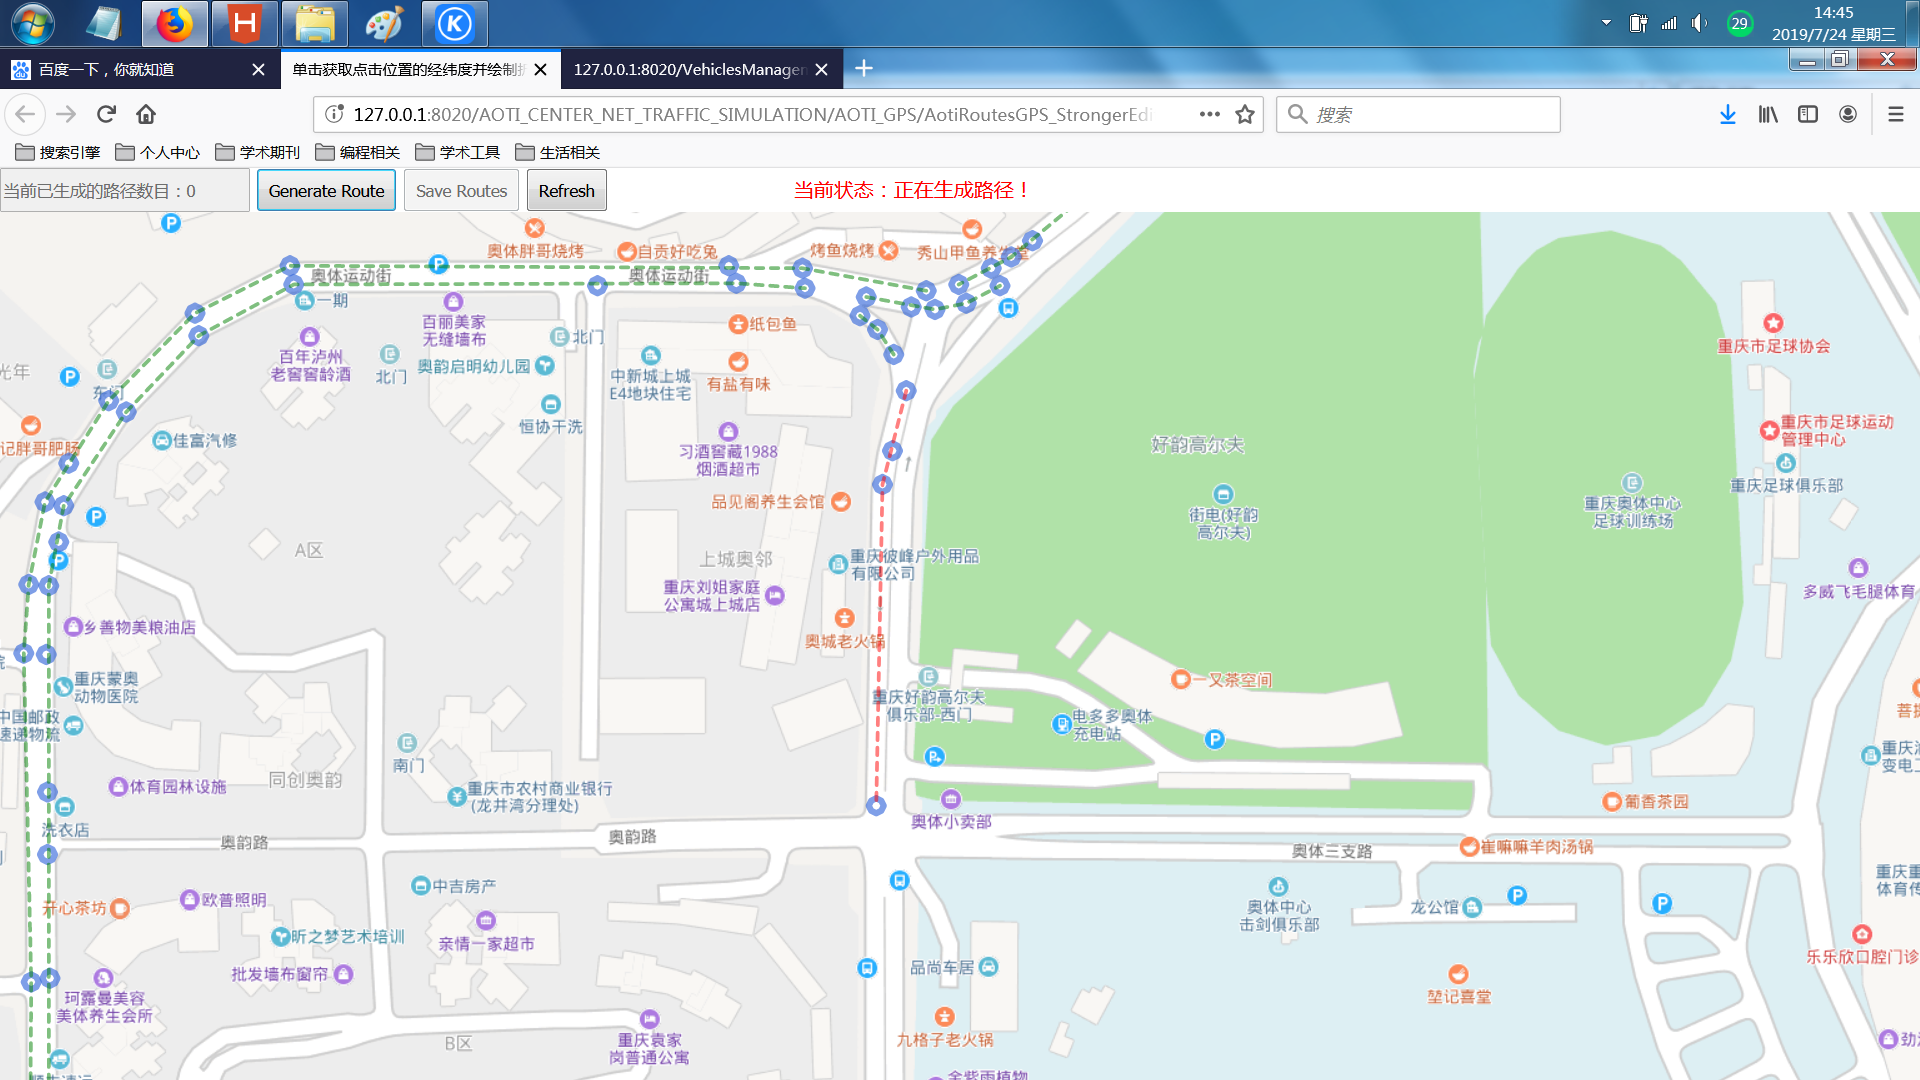 29
14:45
2019/7/24 星期三
百度一下，你就知道
单击获取点击位置的经纬度并绘制
127.0.0.1:8020/VehiclesManage
127.0.0.1:8020/AOTI_CENTER_NET_TRAFFIC_SIMULATION/AOTI_GPS/AotiRoutesGPS_StrongerEdi
搜索
搜索引擎
个人中心
学术期刊
编程相关
学术工具
生活相关
当前已生成的路径数目：0
Generate Route
Save Routes
Refresh
当前状态：正在生成路径！
奥体胖哥烧烤
自贡好吃兔
烤鱼烧烤
秀山甲鱼养生堂
奥体运动街
奥体运动街
一期
百丽美家
无缝墙布
北门
纸包鱼
重庆市足球协会
百年泸州
老窖窖龄酒
北门
奥韵启明幼儿园
中新城上城
E4地块住宅
有盐有味
光年
东门
恒协干洗
重庆市足球运动
管理中心
记胖哥肥肠
佳富汽修
习酒窖藏1988
烟酒超市
好韵高尔夫
重庆足球俱乐部
品见阁养生会馆
街电(好韵
高尔夫)
重庆奥体中心
足球训练场
A区
上城奥邻
重庆彼峰户外用品
有限公司
重庆刘姐家庭
公寓城上城店
多威飞毛腿体育
乡善物美粮油店
奥城老火锅
重庆蒙奥
动物医院
重庆好韵高尔夫
俱乐部-西门
一又茶空间
中国邮政
速递物流
电多多奥体
充电站
菩提
南门
同创奥韵
重庆市农村商业银行
(龙井湾分理处)
体育园林设施
变电
葡香茶园
洗衣店
奥体小卖部
奥韵路
奥韵路
奥体三支路
崔嘛嘛羊肉汤锅
中吉房产
开心茶坊
欧普照明
奥体中心
击剑俱乐部
龙公馆
昕之梦艺术培训
亲情一家超市
批发墙布窗帘
品尚车居
乐乐欣口腔门诊
珂露曼美容
美体养生会所
堃记喜堂
B区
重庆袁家
岗普通公寓
九格子老火锅
金紫雨植物